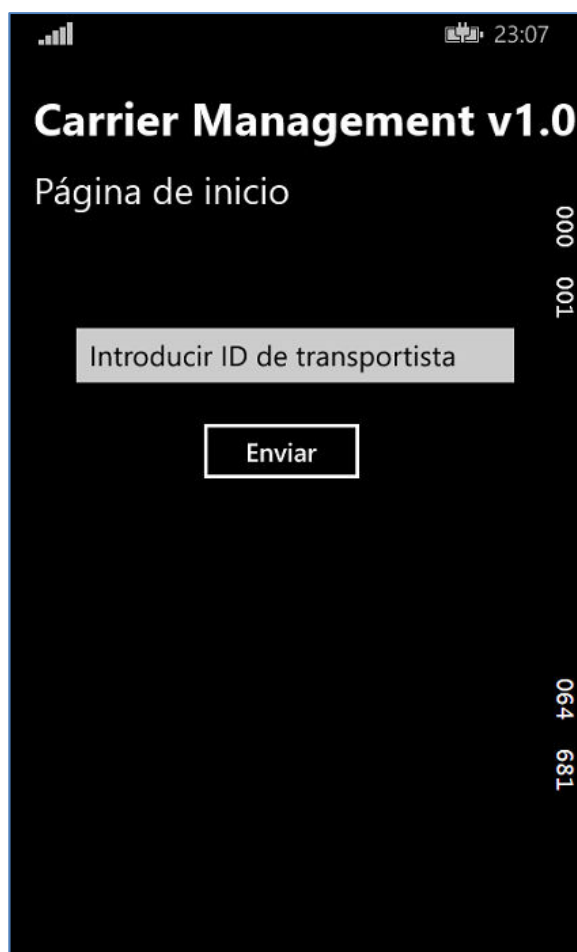 23:07
Carrier Management v1.0
Página de inicio
000 001
Introducir ID de transportista
Enviar
064 681